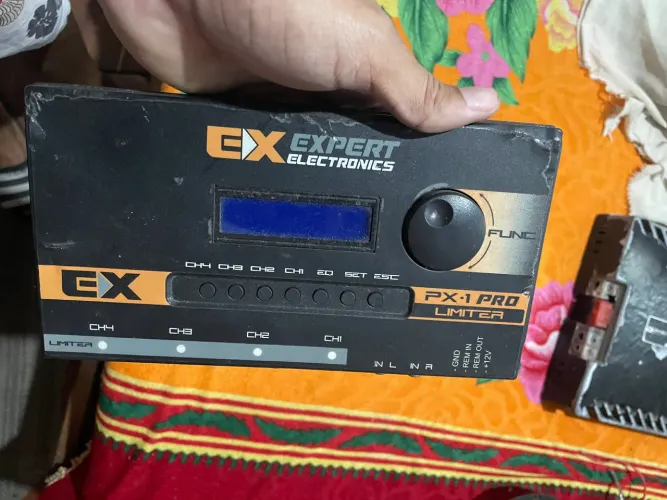 EX EXPERT
ELECTRONICS
FUNC
CH4 CH3 CH2 CH1 EQ SET ESC
EX
PX-1 PRO
LIMITER
CH4 CH3 CH2 CH1
LIMITER
IN L IN R
- GND
- REM IN
- REM OUT
- +12V